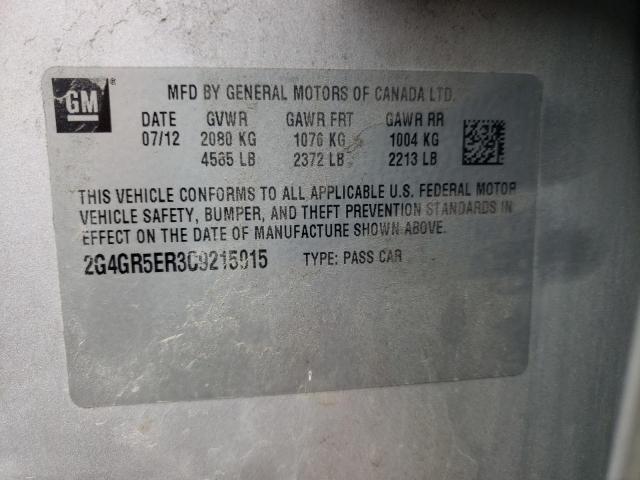 GM
MFD BY GENERAL MOTORS OF CANADA LTD.
DATE GVWR GAWR FRT GAWR RR
07/12 2080 KG 1076 KG 1004 KG
4585 LB 2372 LB 2213 LB
THIS VEHICLE CONFORMS TO ALL APPLICABLE U.S. FEDERAL MOTOR
VEHICLE SAFETY, BUMPER, AND THEFT PREVENTION STANDARDS IN
EFFECT ON THE DATE OF MANUFACTURE SHOWN ABOVE.
2G4GR5ER3C9215915 TYPE: PASS CAR